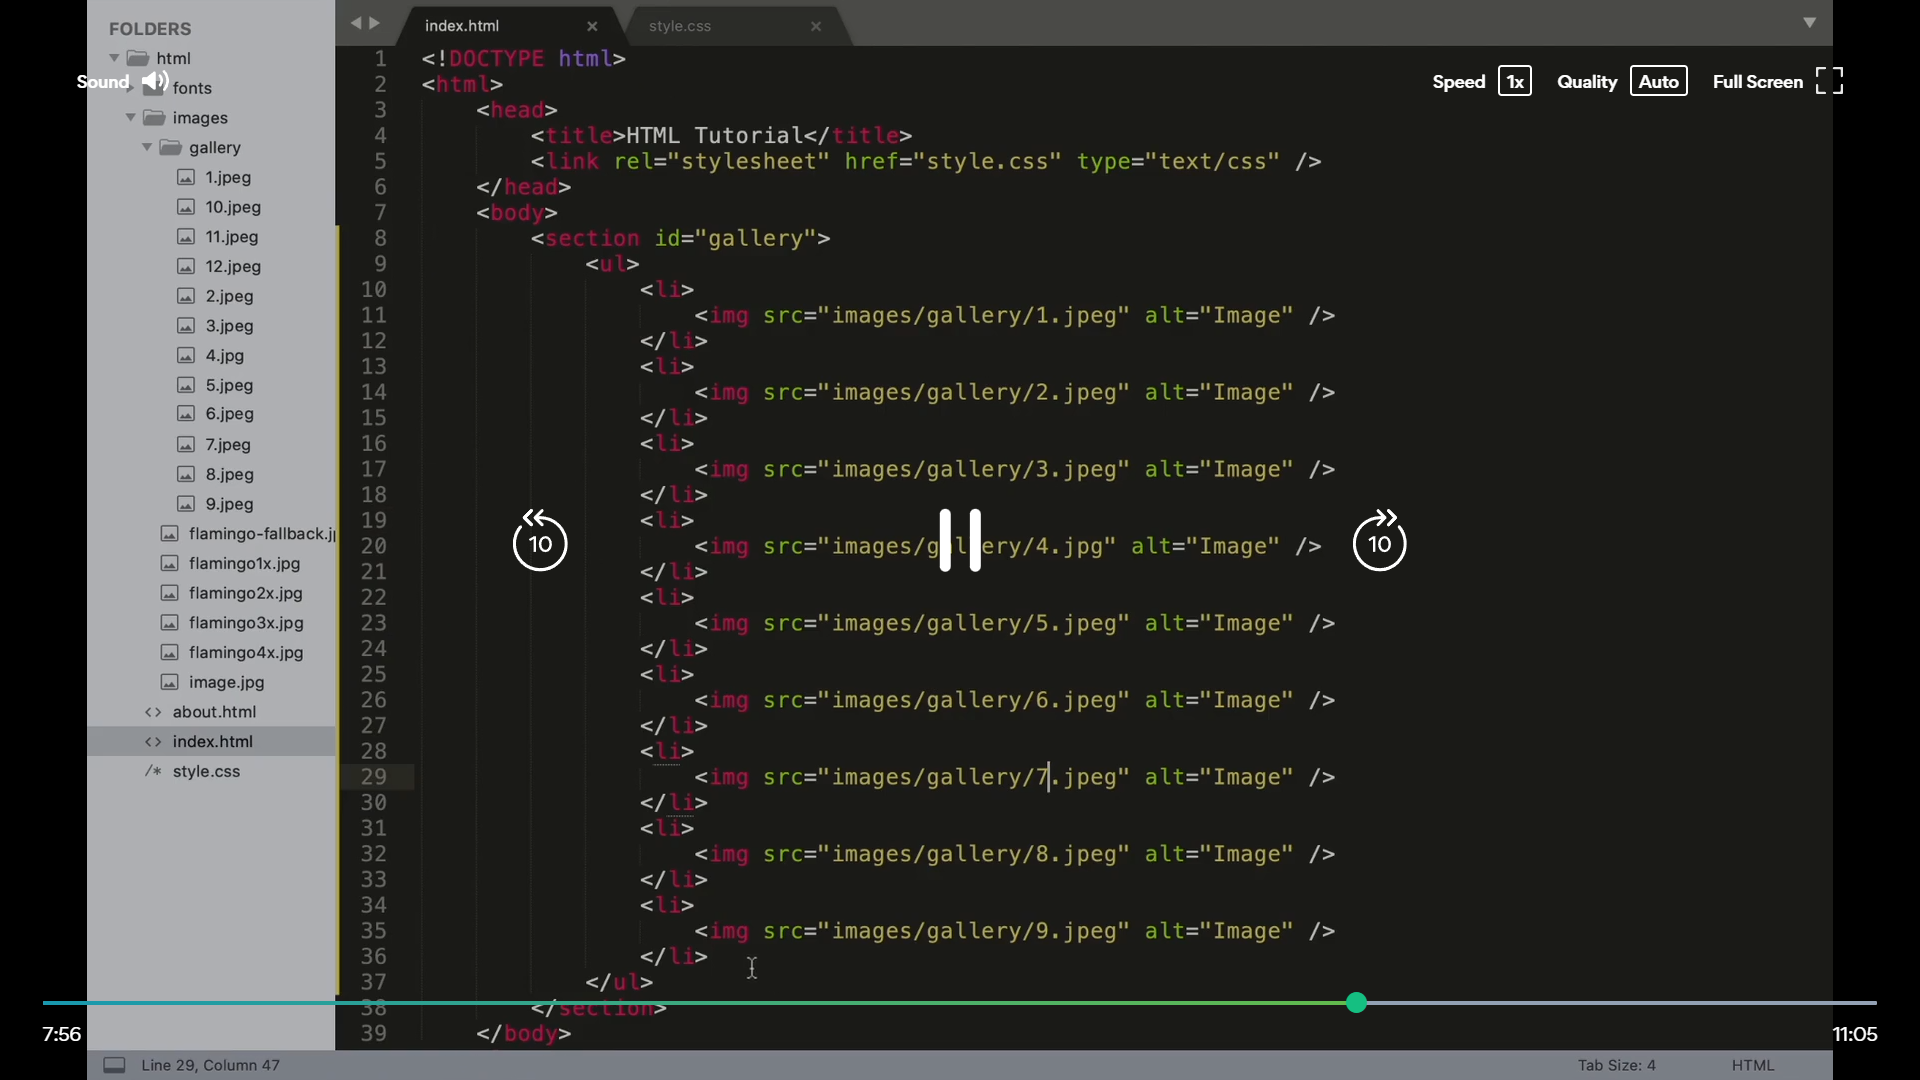 FOLDERS
html
fonts
images
gallery
1.jpeg
10.jpeg
11.jpeg
12.jpeg
2.jpeg
3.jpeg
4.jpg
5.jpeg
6.jpeg
7.jpeg
8.jpeg
9.jpeg
flamingo-fallback.j
flamingo1x.jpg
flamingo2x.jpg
flamingo3x.jpg
flamingo4x.jpg
image.jpg
<> about.html
<> index.html
/* style.css
Sound
Speed 1x Quality Auto Full Screen
index.html × style.css ×
1 <!DOCTYPE html>
2 <html>
3 <head>
4 <title>HTML Tutorial</title>
5 <link rel="stylesheet" href="style.css" type="text/css" />
6 </head>
7 <body>
8 <section id="gallery">
9 <ul>
10 <li>
11 <img src="images/gallery/1.jpeg" alt="Image" />
12 </li>
13 <li>
14 <img src="images/gallery/2.jpeg" alt="Image" />
15 </li>
16 <li>
17 <img src="images/gallery/3.jpeg" alt="Image" />
18 </li>
19 <li>
20 <img src="images/gallery/4.jpg" alt="Image" />
21 </li>
22 <li>
23 <img src="images/gallery/5.jpeg" alt="Image" />
24 </li>
25 <li>
26 <img src="images/gallery/6.jpeg" alt="Image" />
27 </li>
28 <li>
29 <img src="images/gallery/7.jpeg" alt="Image" />
30 </li>
31 <li>
32 <img src="images/gallery/8.jpeg" alt="Image" />
33 </li>
34 <li>
35 <img src="images/gallery/9.jpeg" alt="Image" />
36 </li>
37 </ul>
38 </section>
39 </body>
10
10
7:56
11:05
Line 29, Column 47
Tab Size: 4
HTML